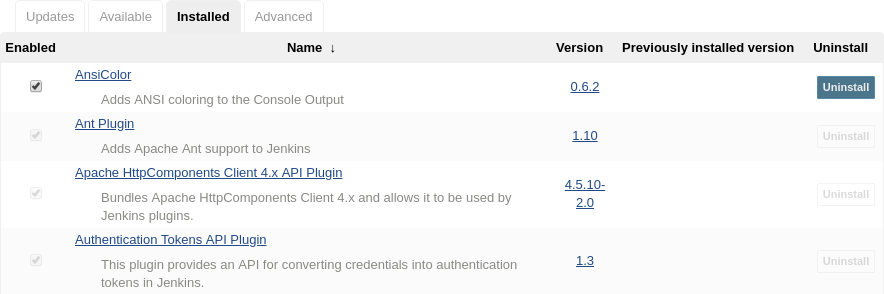 Updates Available Installed Advanced
Enabled Name ↓ Version Previously installed version Uninstall
AnsiColor
Adds ANSI coloring to the Console Output
0.6.2
Uninstall
Ant Plugin
Adds Apache Ant support to Jenkins
1.10
Uninstall
Apache HttpComponents Client 4.x API Plugin
Bundles Apache HttpComponents Client 4.x and allows it to be used by
Jenkins plugins.
4.5.10-
2.0
Uninstall
Authentication Tokens API Plugin
This plugin provides an API for converting credentials into authentication
tokens in Jenkins.
1.3
Uninstall